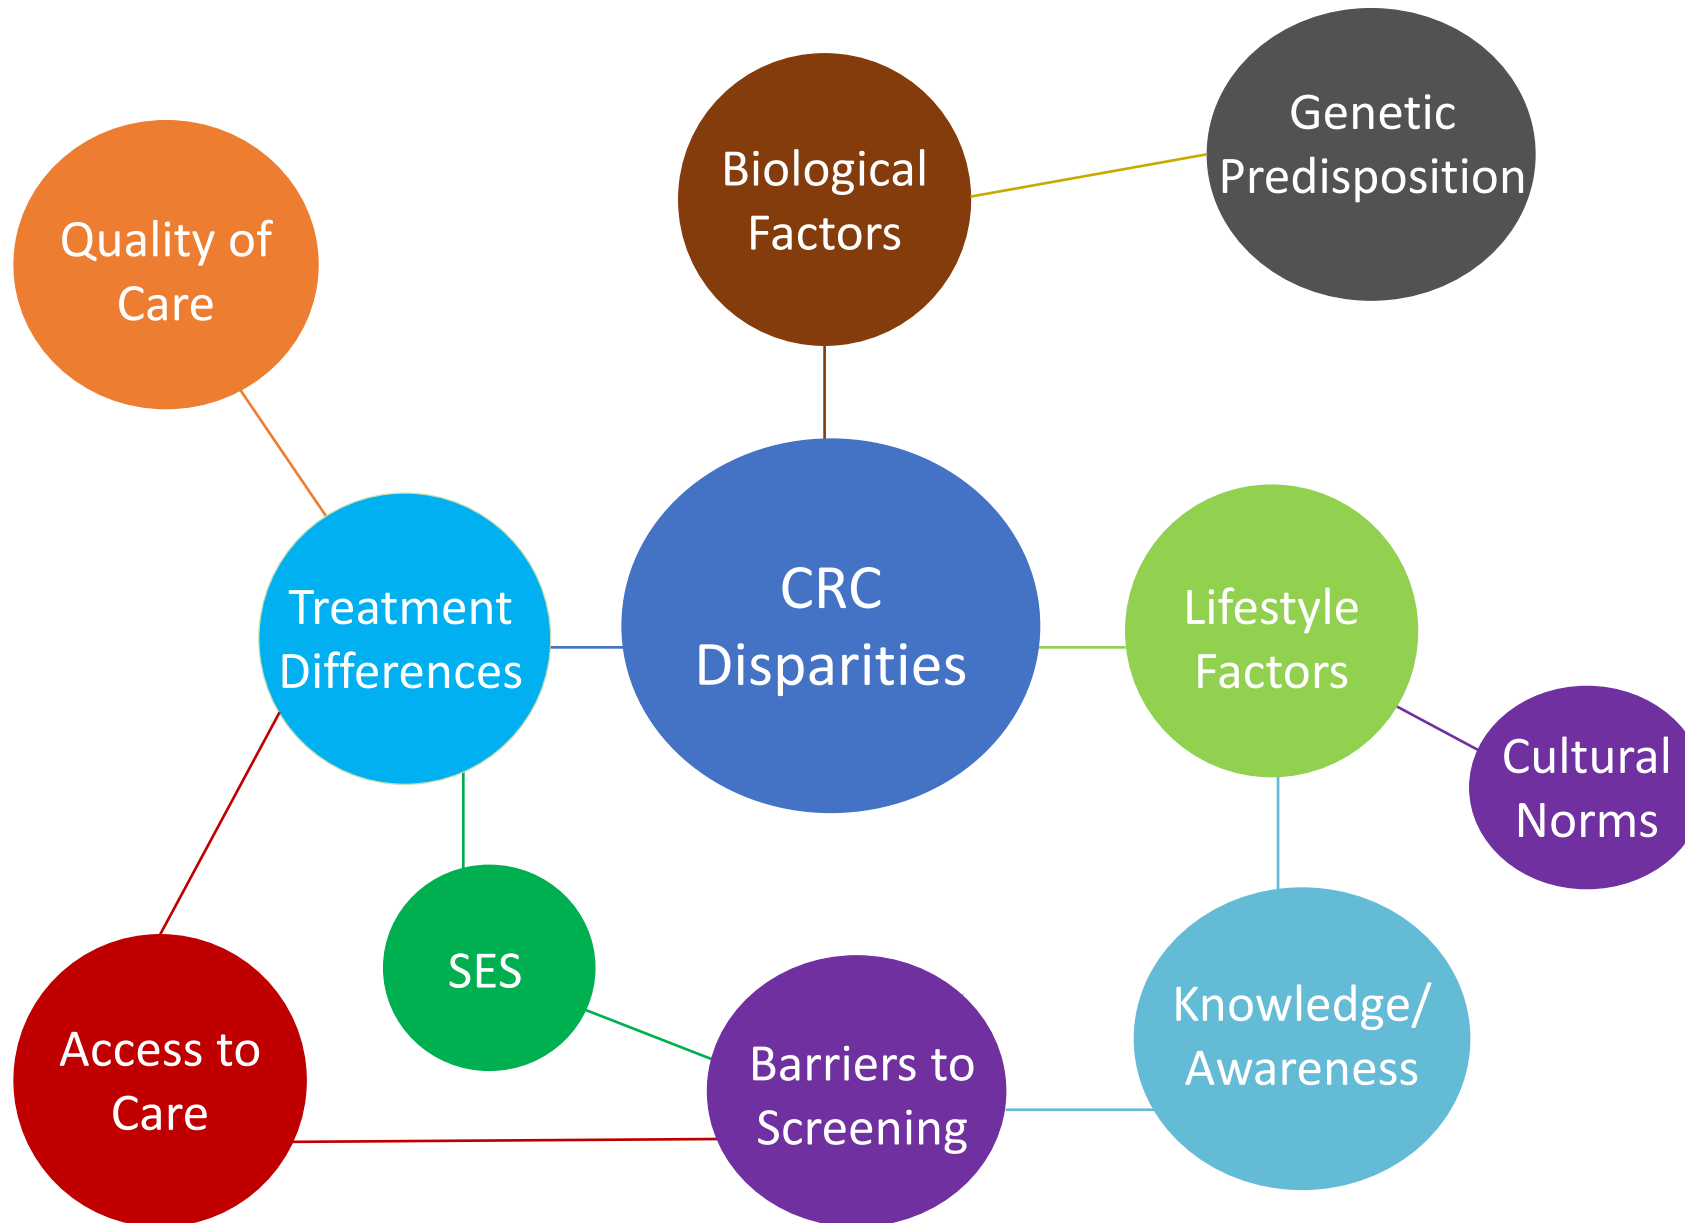 Genetic
Predisposition
Biological
Factors
Quality of
Care
CRC
Disparities
Treatment
Differences
Lifestyle
Factors
Cultural
Norms
SES
Knowledge/
Awareness
Access to
Care
Barriers to
Screening